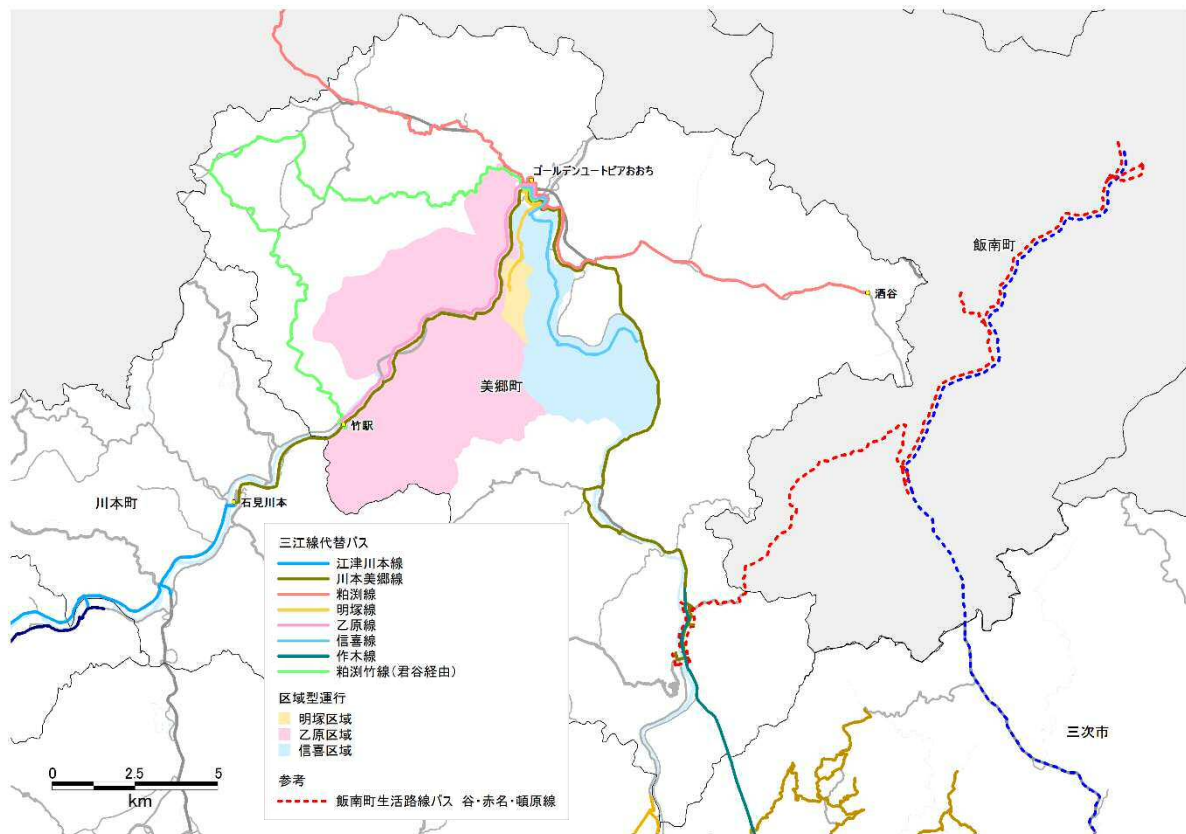 ゴールデンユートピアおおち
飯南町
酒谷
美郷町
竹駅
石見川本
川本町
三江線代替バス
江津川本線
川本美郷線
粕渕線
明塚線
乙原線
信喜線
作木線
粕渕竹線(君谷経由)
区域型運行
明塚区域
乙原区域
信喜区域
参考
飯南町生活路線バス 谷・赤名・頓原線
三次市
0 2.5 5
km